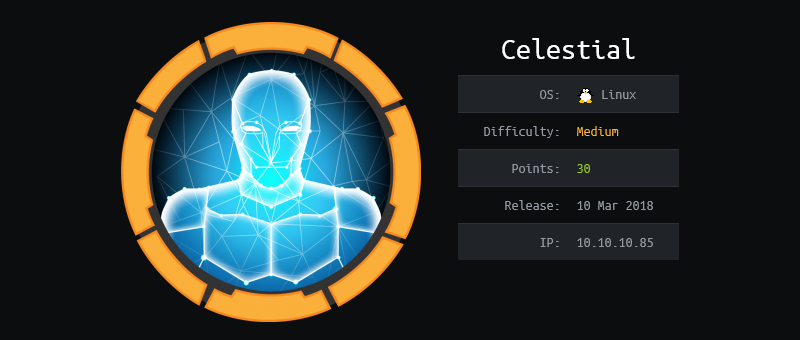 Celestial
OS: Linux
Difficulty: Medium
Points: 30
Release: 10 Mar 2018
IP: 10.10.10.85